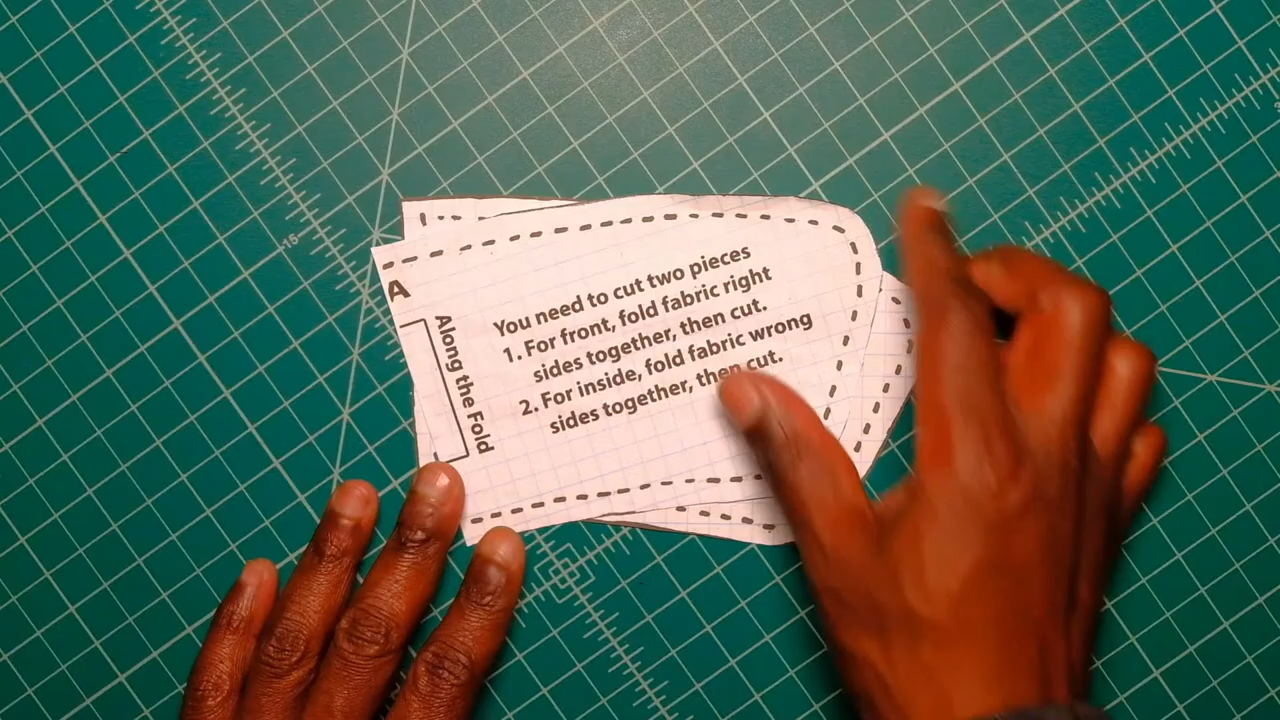 A
Along the Fold
You need to cut two pieces
1. For front, fold fabric right
sides together, then cut.
2. For inside, fold fabric wrong
sides together, then cut.
15